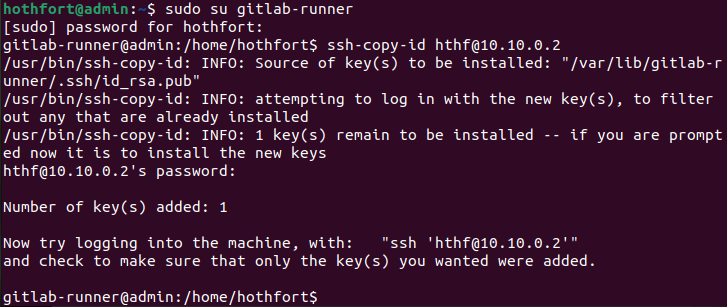 hothfort@admin:~$ sudo su gitlab-runner
[sudo] password for hothfort:
gitlab-runner@admin:/home/hothfort$ ssh-copy-id hthf@10.10.0.2
/usr/bin/ssh-copy-id: INFO: Source of key(s) to be installed: "/var/lib/gitlab-r
unner/.ssh/id_rsa.pub"
/usr/bin/ssh-copy-id: INFO: attempting to log in with the new key(s), to filter
out any that are already installed
/usr/bin/ssh-copy-id: INFO: 1 key(s) remain to be installed -- if you are prompt
ed now it is to install the new keys
hthf@10.10.0.2's password:
Number of key(s) added: 1
Now try logging into the machine, with:   "ssh 'hthf@10.10.0.2'"
and check to make sure that only the key(s) you wanted were added.
gitlab-runner@admin:/home/hothfort$